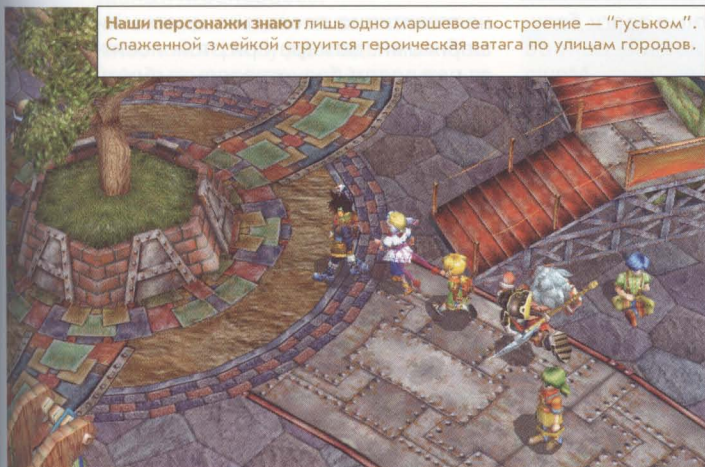 Наши персонажи знают лишь одно маршевое построение — “гуськом”.
Слаженной змейкой струится героическая ватага по улицам городов.